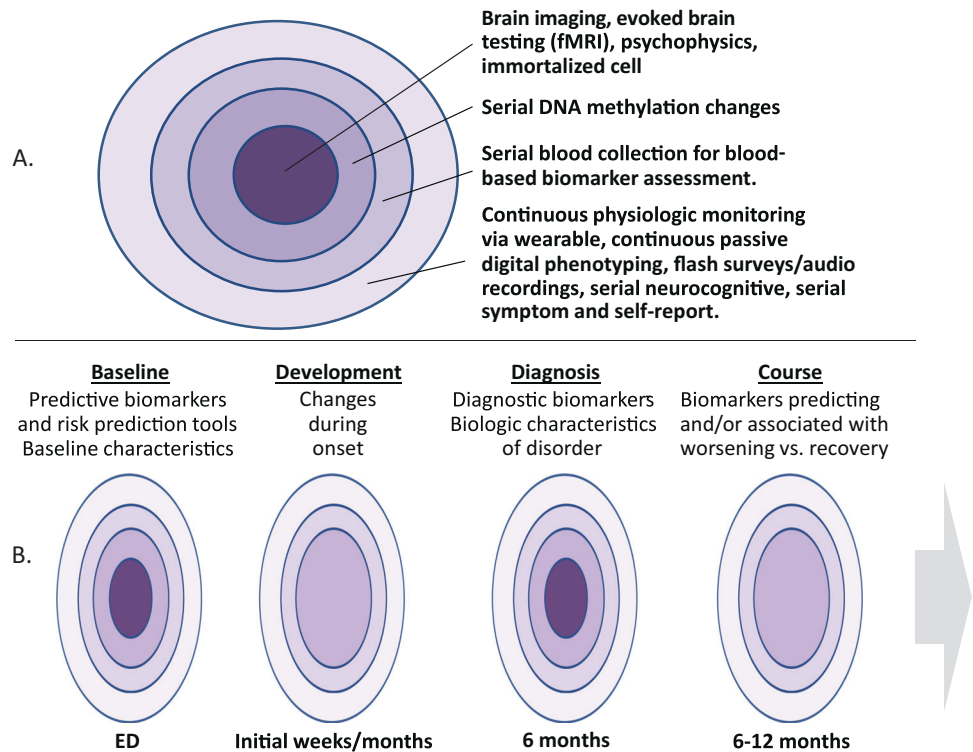 A.
Brain imaging, evoked brain
testing (fMRI), psychophysics,
immortalized cell
Serial DNA methylation changes
Serial blood collection for blood-
based biomarker assessment.
Continuous physiologic monitoring
via wearable, continuous passive
digital phenotyping, flash surveys/audio
recordings, serial neurocognitive, serial
symptom and self-report.
B.
Baseline
Predictive biomarkers
and risk prediction tools
Baseline characteristics
ED
Development
Changes
during
onset
Initial weeks/months
Diagnosis
Diagnostic biomarkers
Biologic characteristics
of disorder
6 months
Course
Biomarkers predicting
and/or associated with
worsening vs. recovery
6-12 months